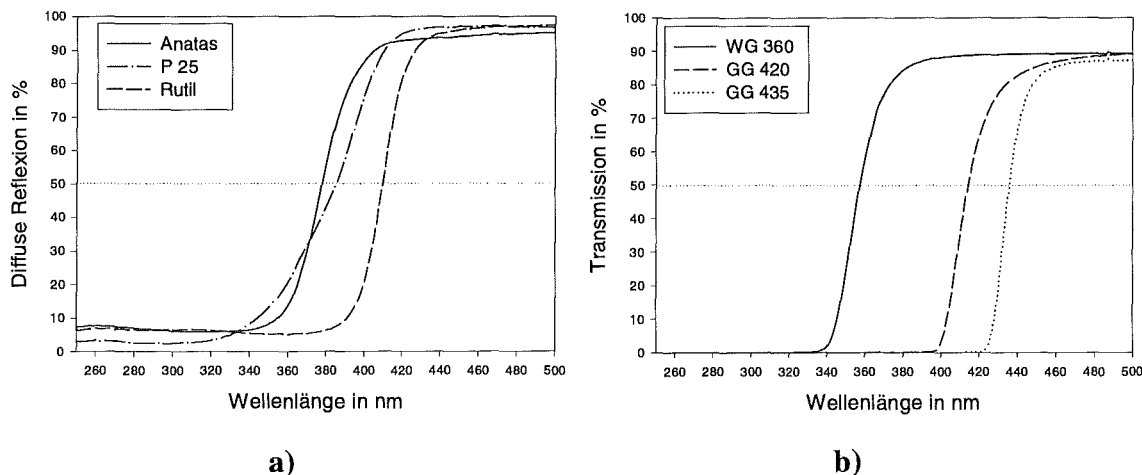 Diffuse Reflexion in %
100
90
80
70
60
50
40
30
20
10
0
Anatas
P 25
Rutil
260 280 300 320 340 360 380 400 420 440 460 480 500
Wellenlänge in nm
a)
Transmission in %
100
90
80
70
60
50
40
30
20
10
0
WG 360
GG 420
GG 435
260 280 300 320 340 360 380 400 420 440 460 480 500
Wellenlänge in nm
b)